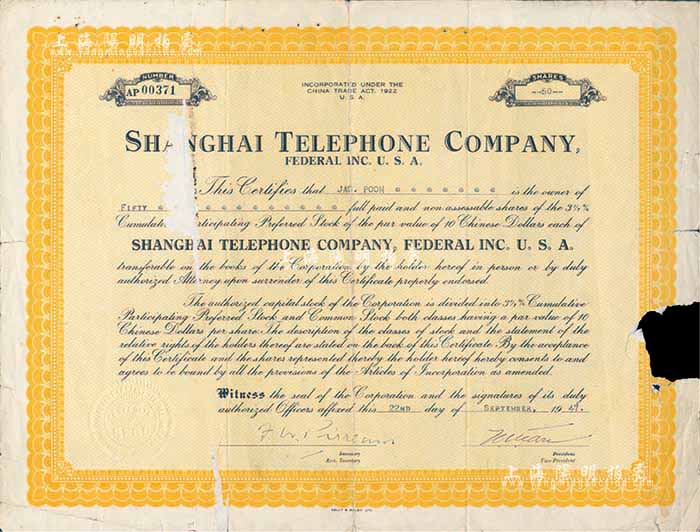 上海陽明拍賣
NUMBER
AP 00371
INCORPORATED UNDER THE
CHINA TRADE ACT, 1922
U.S.A.
SHARES
--50--
SHANGHAI TELEPHONE COMPANY,
FEDERAL INC. U. S. A.
This Certifies that JAS. POON is the owner of
FIFTY full paid and non-assessable shares of the
Participating Preferred Stock of the par value of 10 Chinese Dollars each of
SHANGHAI TELEPHONE COMPANY, FEDERAL INC. U. S. A.
transferable on the books of the Corporation by the holder hereof in person or by duly
authorized Attorney upon surrender of this Certificate properly endorsed.
The authorized capital stock of the Corporation is divided into Cumulative
Participating Preferred Stock and Common Stock both classes having a par value of 10
Chinese Dollars per share. The description of the classes of stock and the statement of the
relative rights of the holders thereof are stated on the back of this Certificate. By the acceptance
of this Certificate and the shares represented thereby the holder hereof hereby consents to and
agrees to be bound by all the provisions of the Articles of Incorporation as amended.
Witness the seal of the Corporation and the signatures of its duly
authorized Officers affixed this 22ND day of SEPTEMBER, 19
Secretary
Asst. Secretary
President
Vice-President
上海陽明拍賣
www.yangmingauction.com
KELLY & WALSH, LTD.